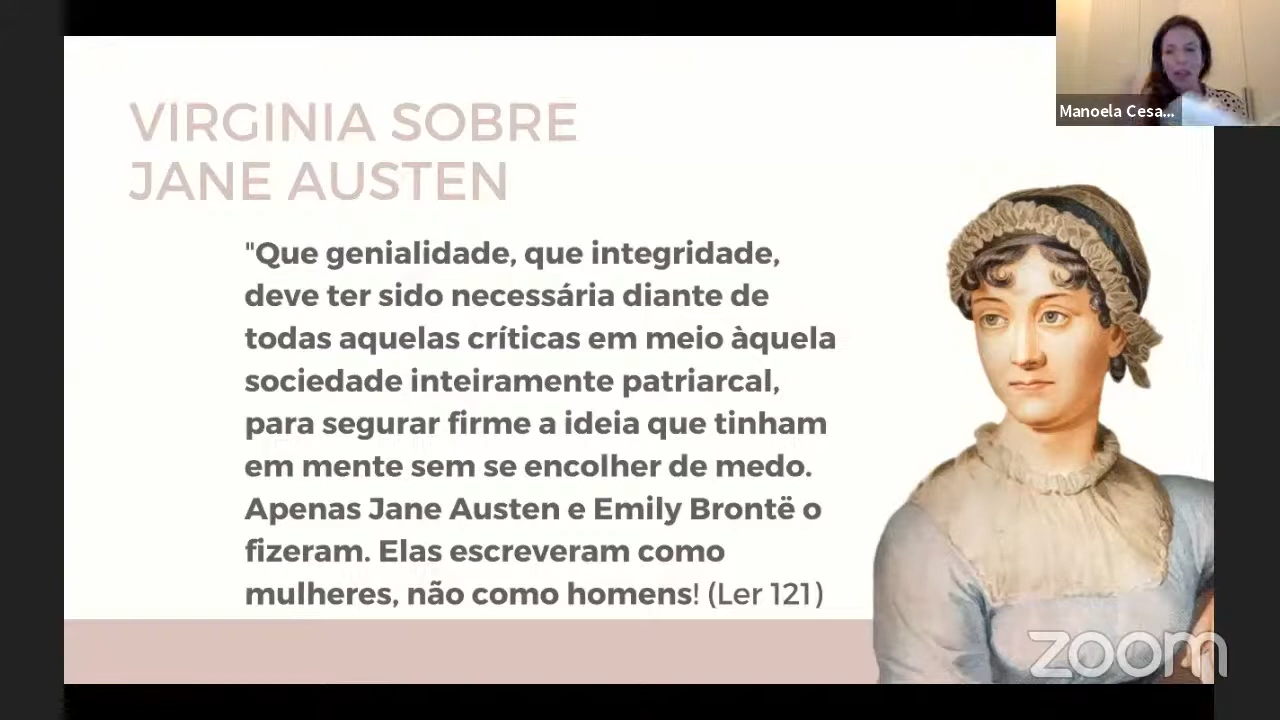 VIRGINIA SOBRE
JANE AUSTEN
"Que genialidade, que integridade,
deve ter sido necessária diante de
todas aquelas críticas em meio àquela
sociedade inteiramente patriarcal,
para segurar firme a ideia que tinham
em mente sem se encolher de medo.
Apenas Jane Austen e Emily Brontë o
fizeram. Elas escreveram como
mulheres, não como homens! (Ler 121)
Manoela Cesa...
zoom